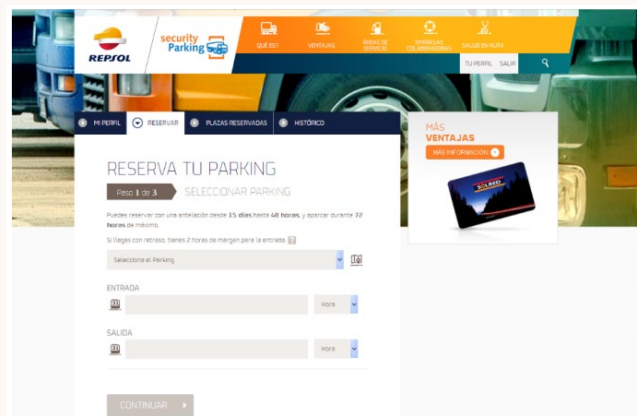 REPSOL
security
Parking
QUÉ ES?
VENTAJAS
ÁREAS DE
SERVICIO
EMPRESAS
COLABORADORAS
SALUD EN RUTA
TU PERFIL SALIR
MI PERFIL
RESERVAR
PLAZAS RESERVADAS
HISTÓRICO
MÁS
VENTAJAS
MÁS INFORMACIÓN
SOLRED
RESERVA TU PARKING
Paso 1 de 3
SELECCIONAR PARKING
Puedes reservar con una antelación desde 15 días hasta 48 horas, y aparcar durante 72
horas de máximo.
Si llegas con retraso, tienes 2 horas de margen para la entrada ?
Selecciona el Parking
ENTRADA
Hora
SALIDA
Hora
CONTINUAR